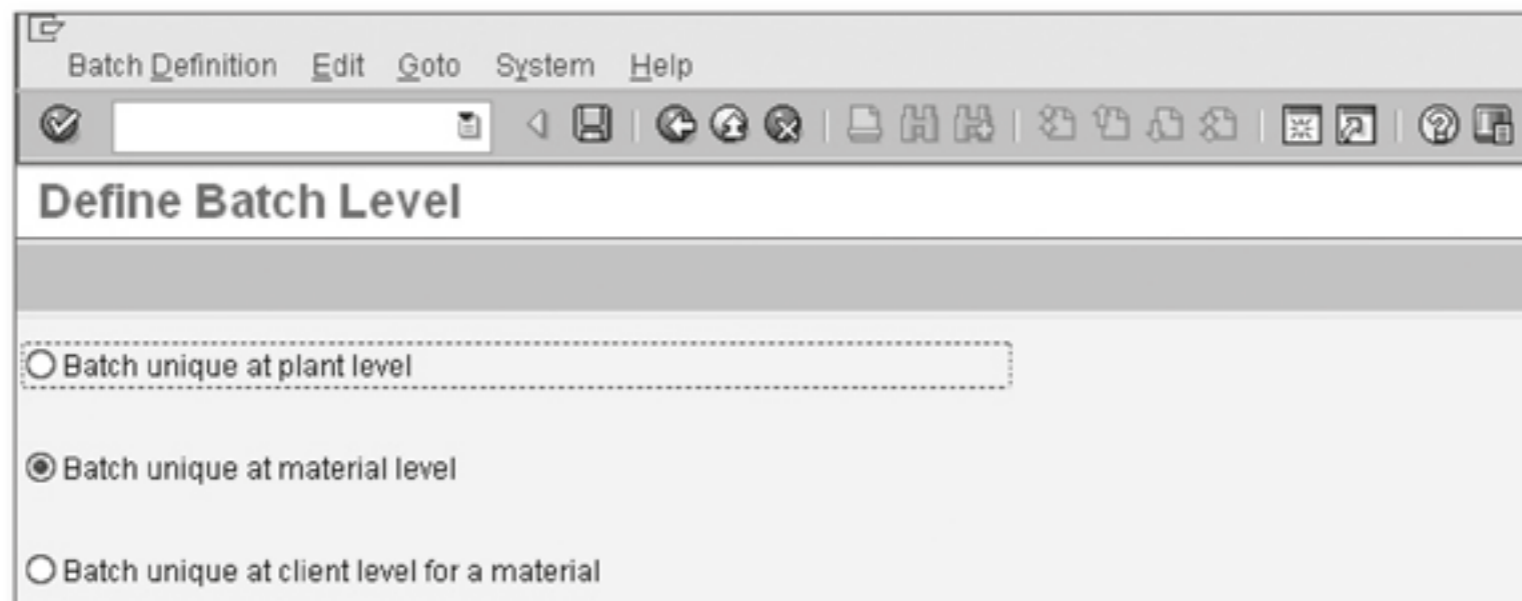 Batch Definition Edit Goto System Help
Define Batch Level
Batch unique at plant level
Batch unique at material level
Batch unique at client level for a material